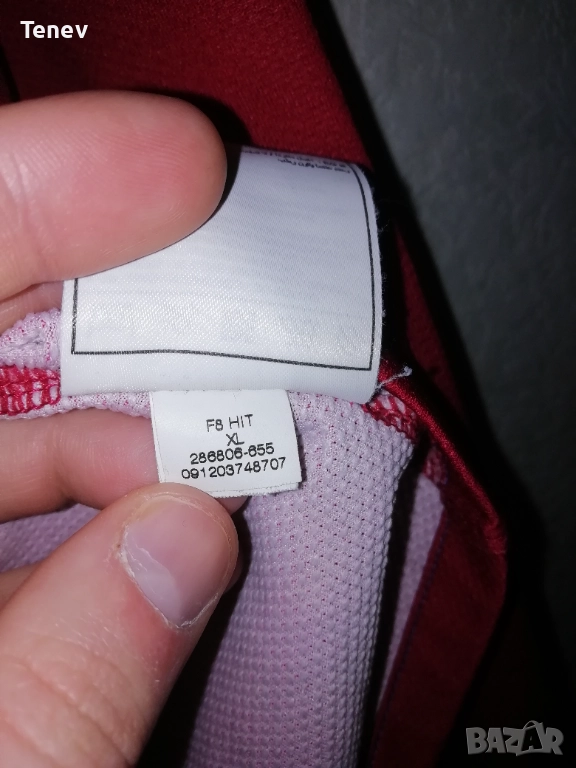 Tenev
F8 HIT
XL
286806-655
091203748707
BAZAR